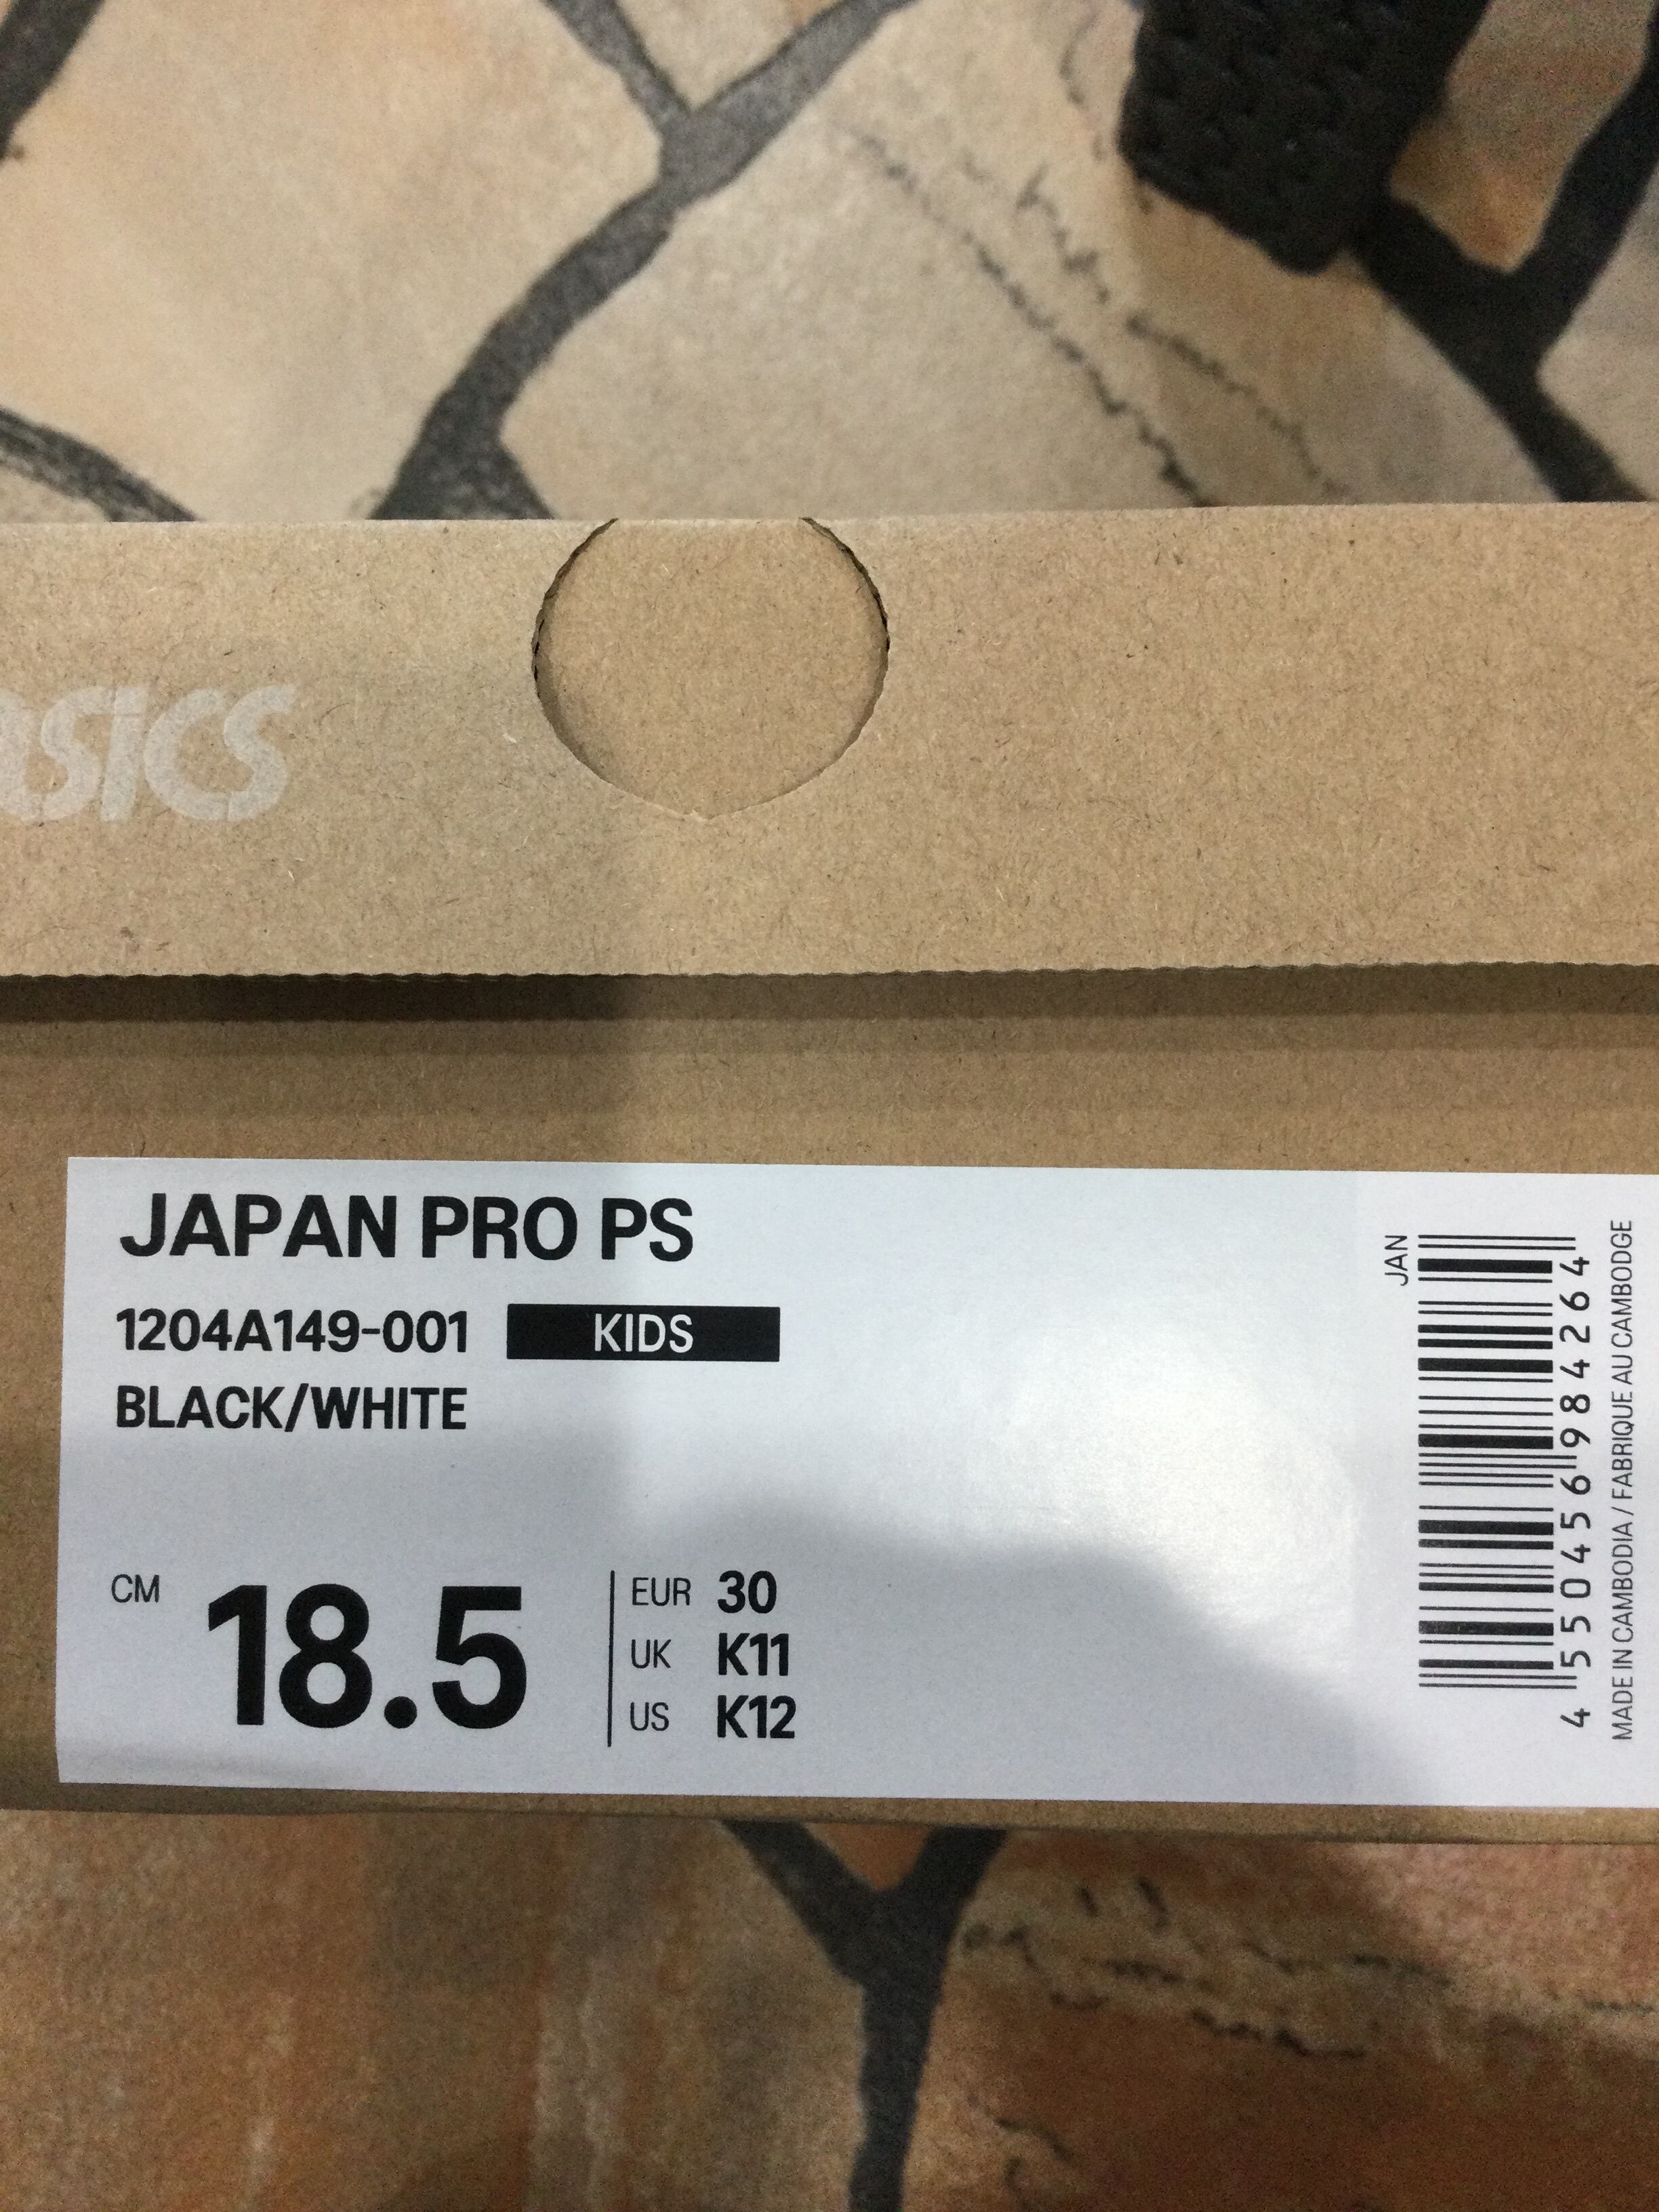 asics
JAPAN PRO PS
1204A149-001 KIDS
BLACK/WHITE
CM 18.5
EUR 30
UK K11
US K12
JAN
4 550456 984264
MADE IN CAMBODIA / FABRIQUE AU CAMBODGE